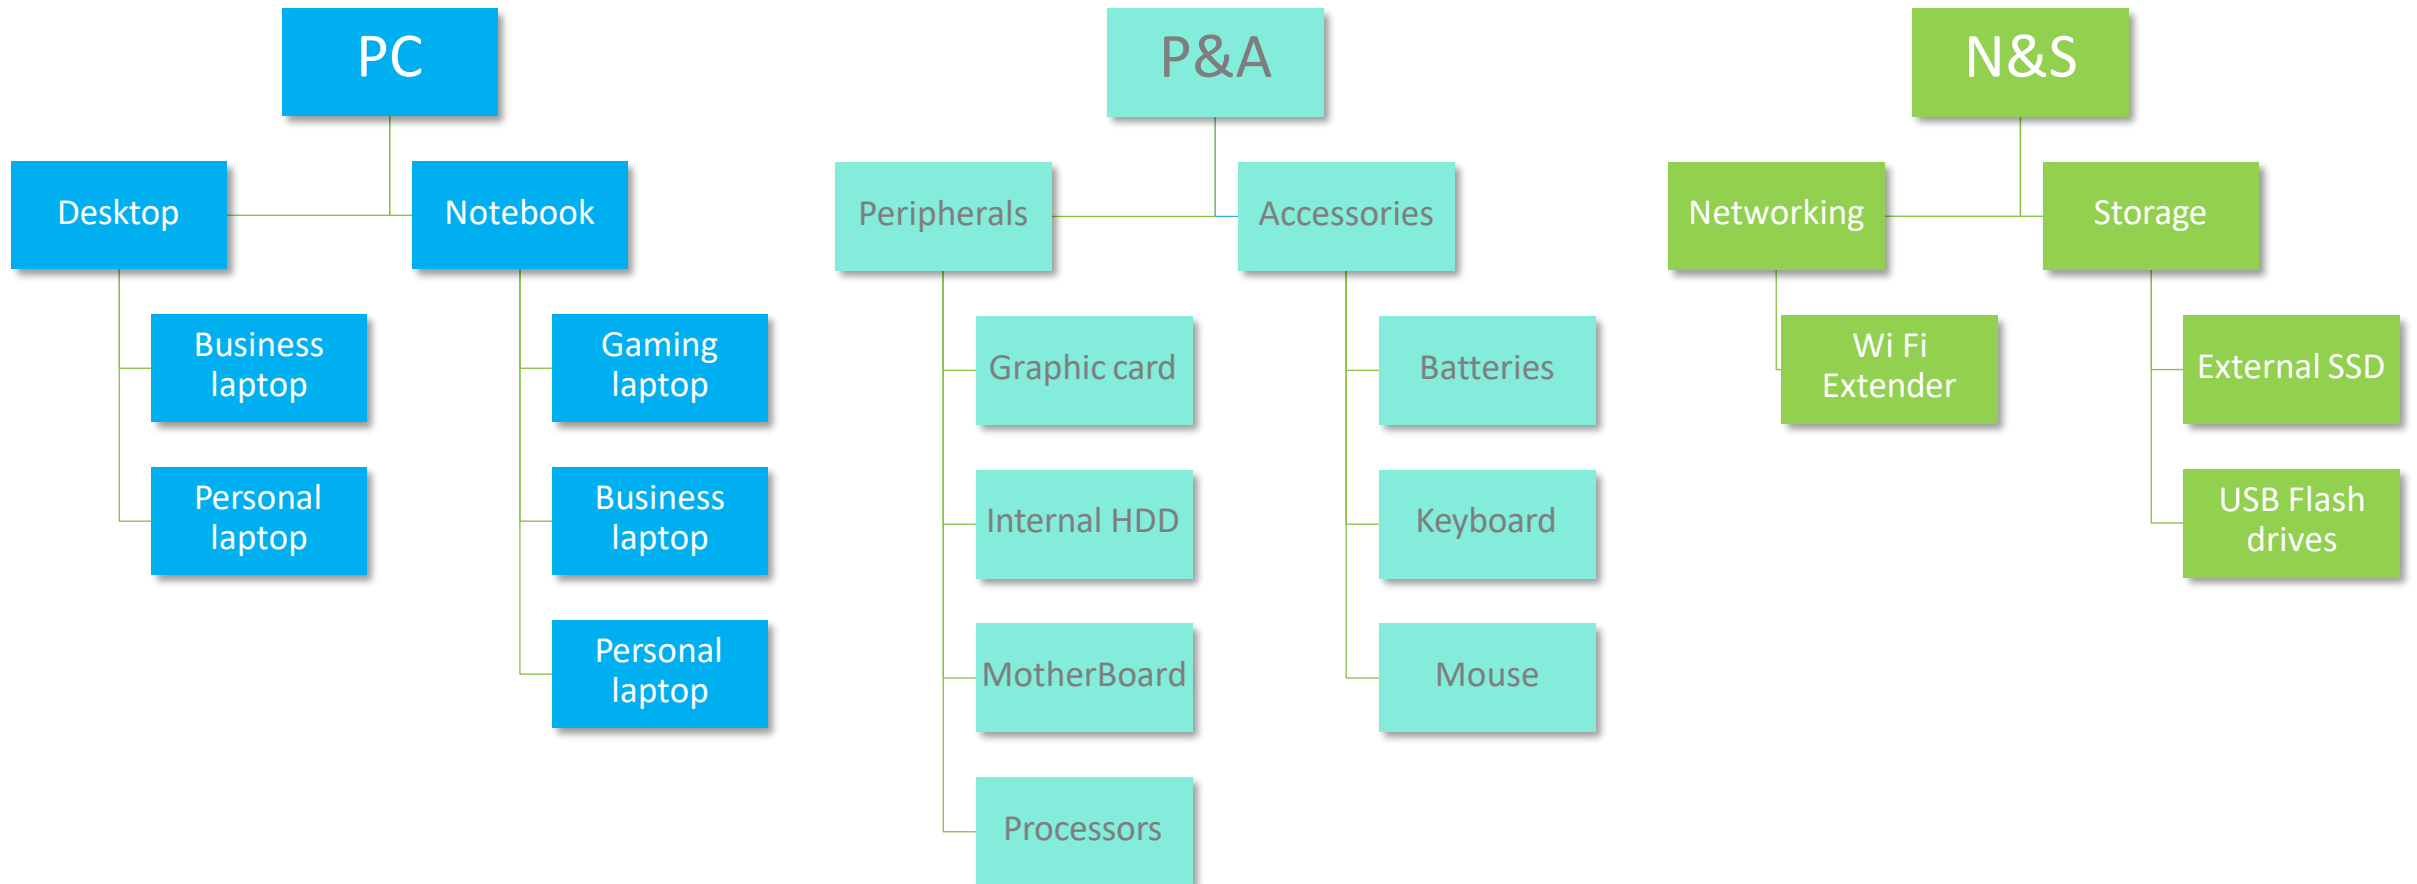 PC
Desktop
Notebook
Business
laptop
Personal
laptop
Gaming
laptop
Business
laptop
Personal
laptop
P&A
Peripherals
Accessories
Graphic card
Internal HDD
MotherBoard
Processors
Batteries
Keyboard
Mouse
N&S
Networking
Storage
Wi Fi
Extender
External SSD
USB Flash
drives